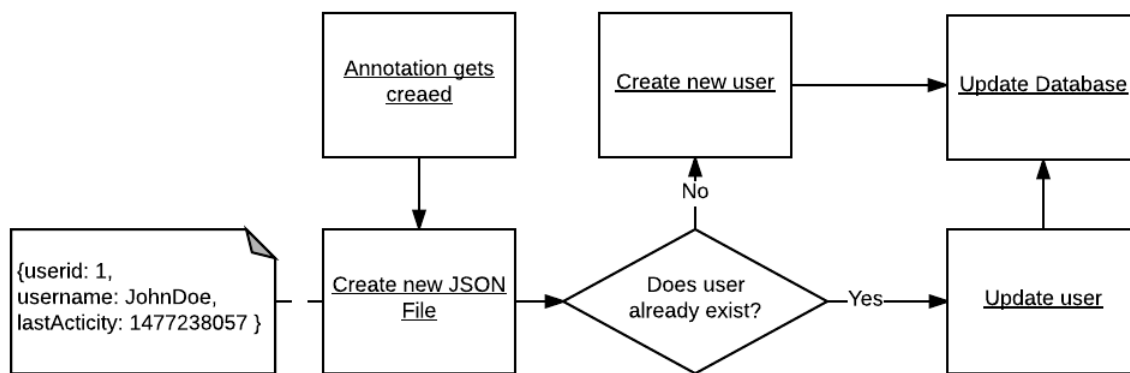 Annotation gets
creaed
Create new user
Update Database
No
{userid: 1,
username: JohnDoe,
lastActicity: 1477238057 }
Create new JSON
File
Does user
already exist?
Yes
Update user